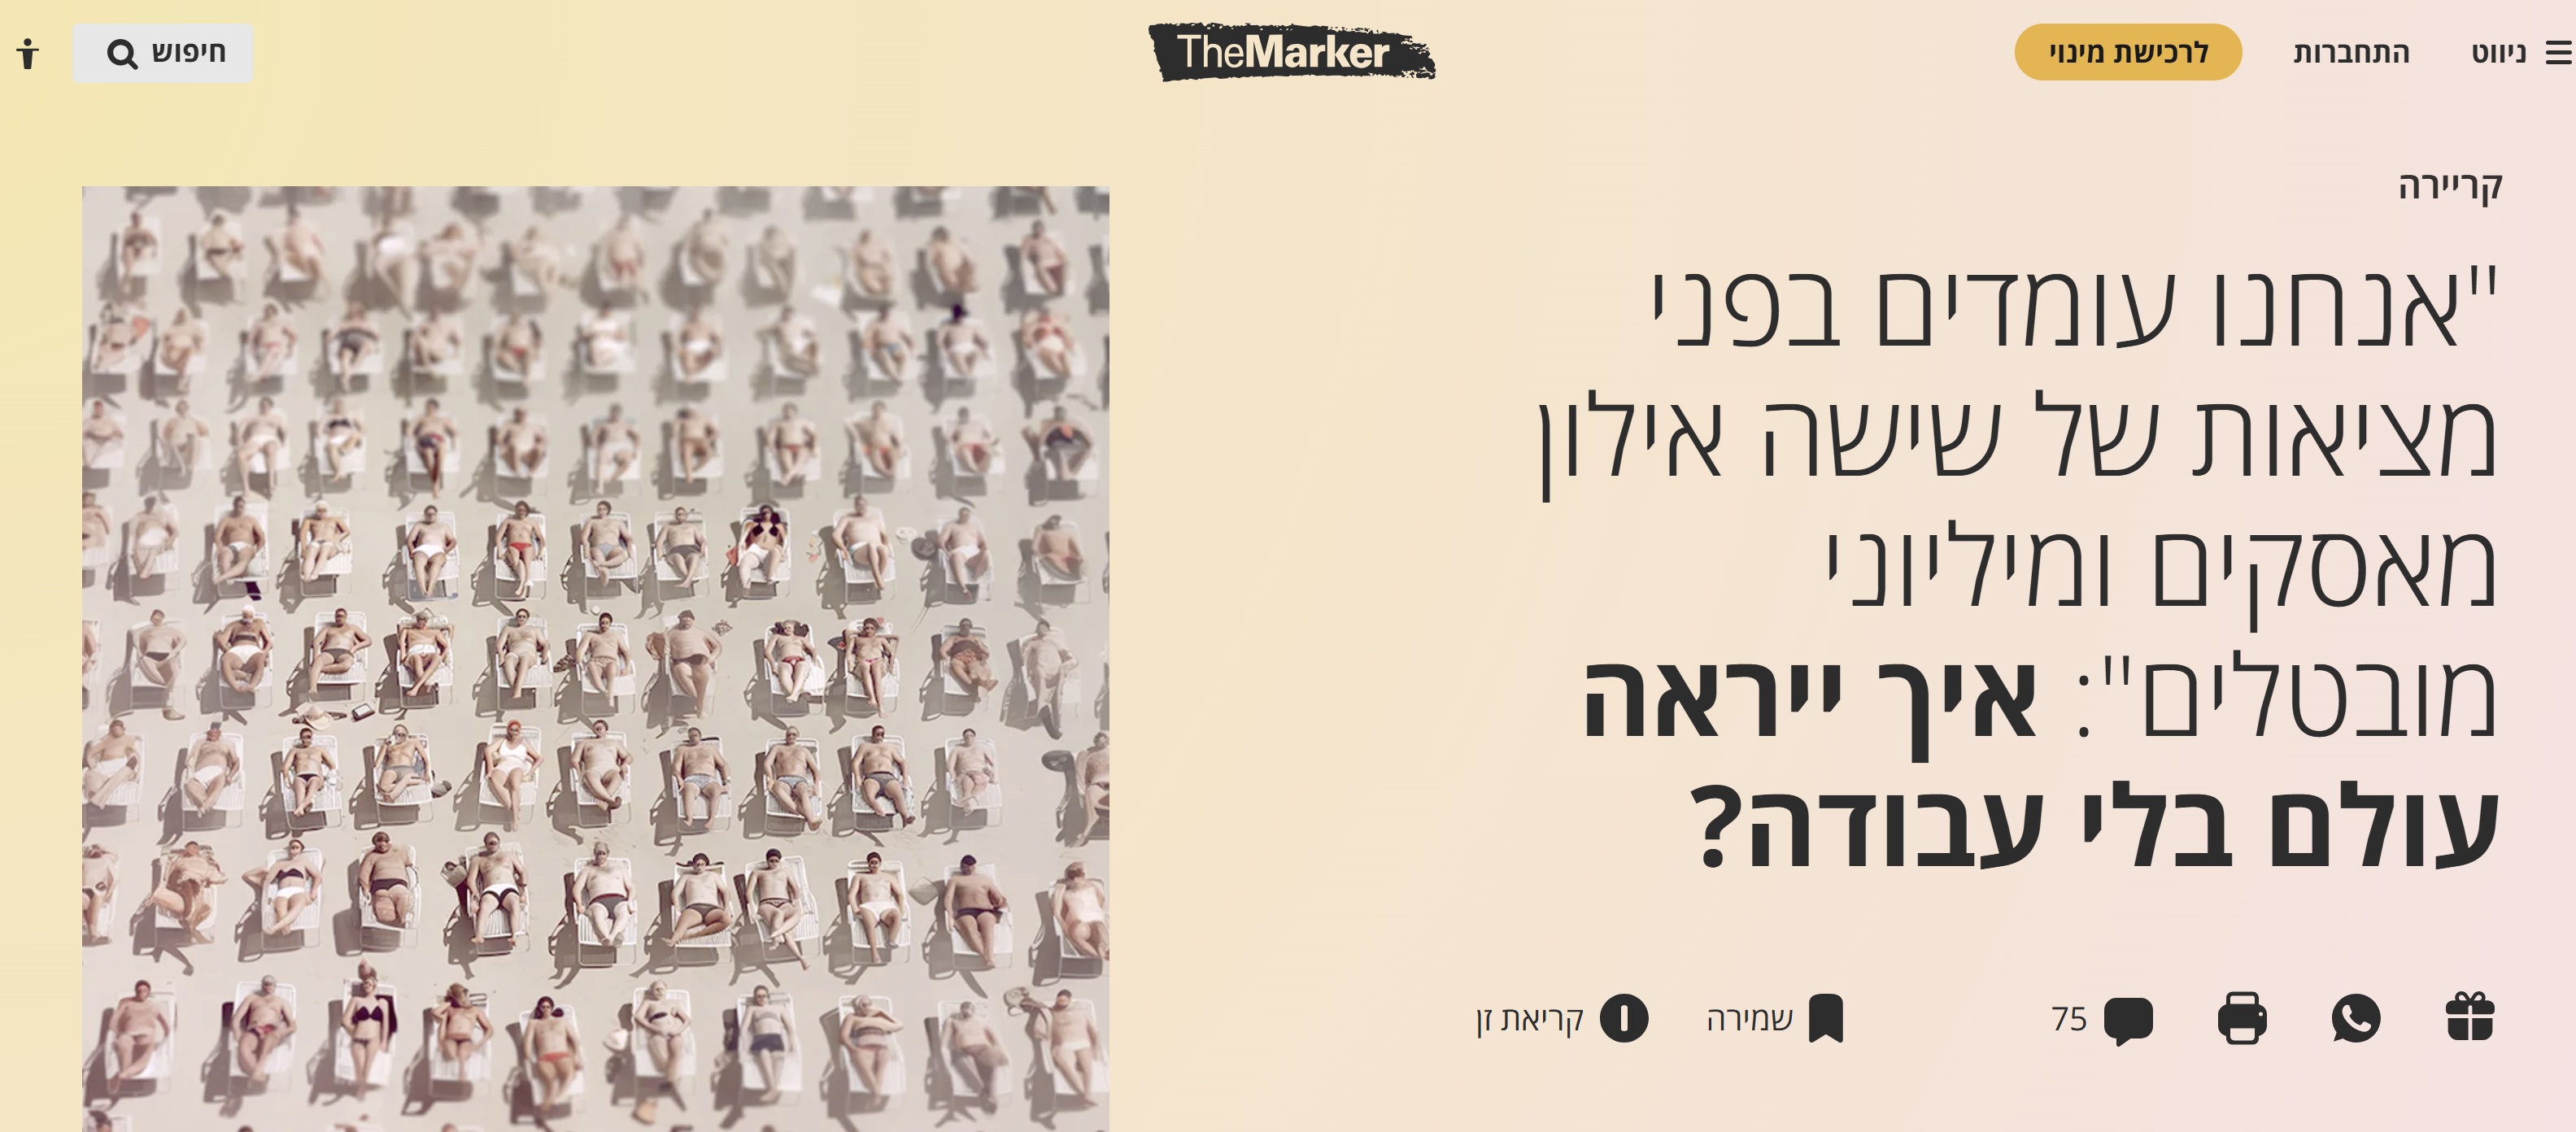 ניווט
התחברות
לרכישת מינוי
TheMarker
חיפוש
קריירה
"אנחנו עומדים בפני
מציאות של שישה אילון
מאסקים ומיליוני
מובטלים": איך ייראה
עולם בלי עבודה?
75
שמירה
קריאת זן